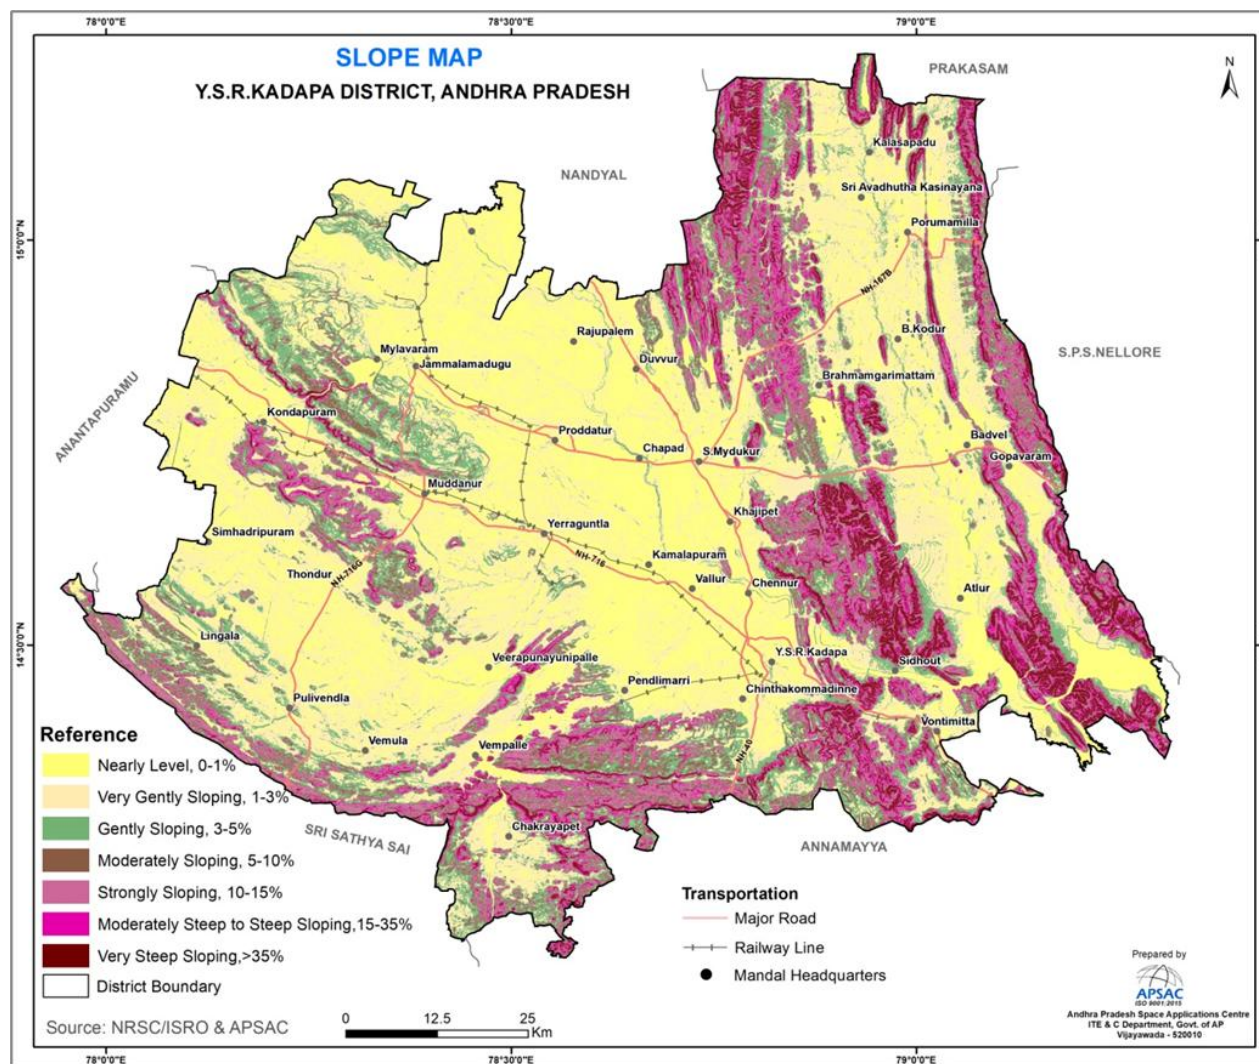 78°0'0"E
78°30'0"E
79°0'0"E
SLOPE MAP
Y.S.R.KADAPA DISTRICT, ANDHRA PRADESH
PRAKASAM
N
NANDYAL
Kalasapadu
Sri Avadhutha Kasinayana
Porumamilla
15°0'0"N
NH-167B
Rajupalem
B.Kodur
S.P.S.NELLORE
Mylavaram
Duvvur
Jammalamadugu
Brahmamgarimattam
ANANTAPURAMU
Kondapuram
Proddatur
Chapad
S.Mydukur
Badvel
Gopavaram
Muddanur
Khajipet
Simhadripuram
Yerraguntla
NH-716
Kamalapuram
Thondur
NH-716G
Vallur
Chennur
Atlur
Lingala
14°30'0"N
Veerapunayunipalle
Y.S.R.Kadapa
Sidhout
Pendlimarri
Chinthakommadinne
Pulivendla
Vontimitta
Vemula
Vempalle
NH-40
Chakrayapet
SRI SATHYA SAI
ANNAMAYYA
Reference
Nearly Level, 0-1%
Very Gently Sloping, 1-3%
Gently Sloping, 3-5%
Moderately Sloping, 5-10%
Strongly Sloping, 10-15%
Moderately Steep to Steep Sloping,15-35%
Very Steep Sloping,>35%
District Boundary
Source: NRSC/ISRO & APSAC
Transportation
Major Road
Railway Line
Mandal Headquarters
0 12.5 25
Km
Prepared by
APSAC
ISO 9001:2015
Andhra Pradesh Space Applications Centre
ITE & C Department, Govt. of AP
Vijayawada - 520010
78°0'0"E
78°30'0"E
79°0'0"E